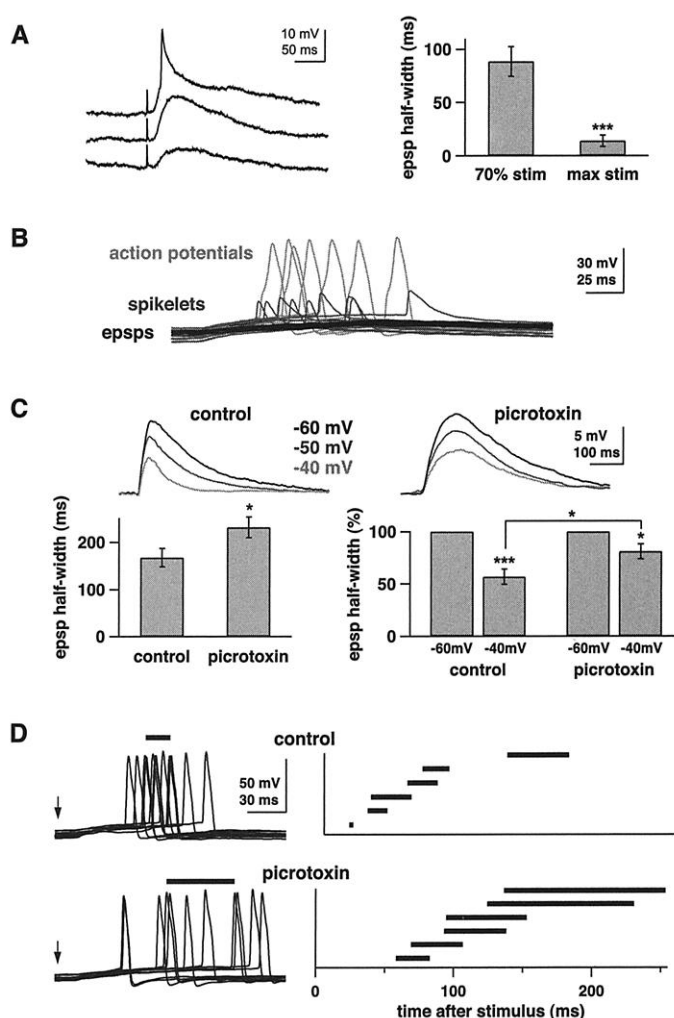 A
10 mV
50 ms
epsp half-width (ms)
100
50
0
***
70% stim
max stim
B
action potentials
spikelets
epsps
30 mV
25 ms
C
control
-60 mV
-50 mV
-40 mV
picrotoxin
5 mV
100 ms
epsp half-width (ms)
200
100
0
*
control
picrotoxin
epsp half-width (%)
100
50
0
***
*
*
-60mV
-40mV
-60mV
-40mV
control
picrotoxin
D
50 mV
30 ms
control
picrotoxin
0
100
200
time after stimulus (ms)